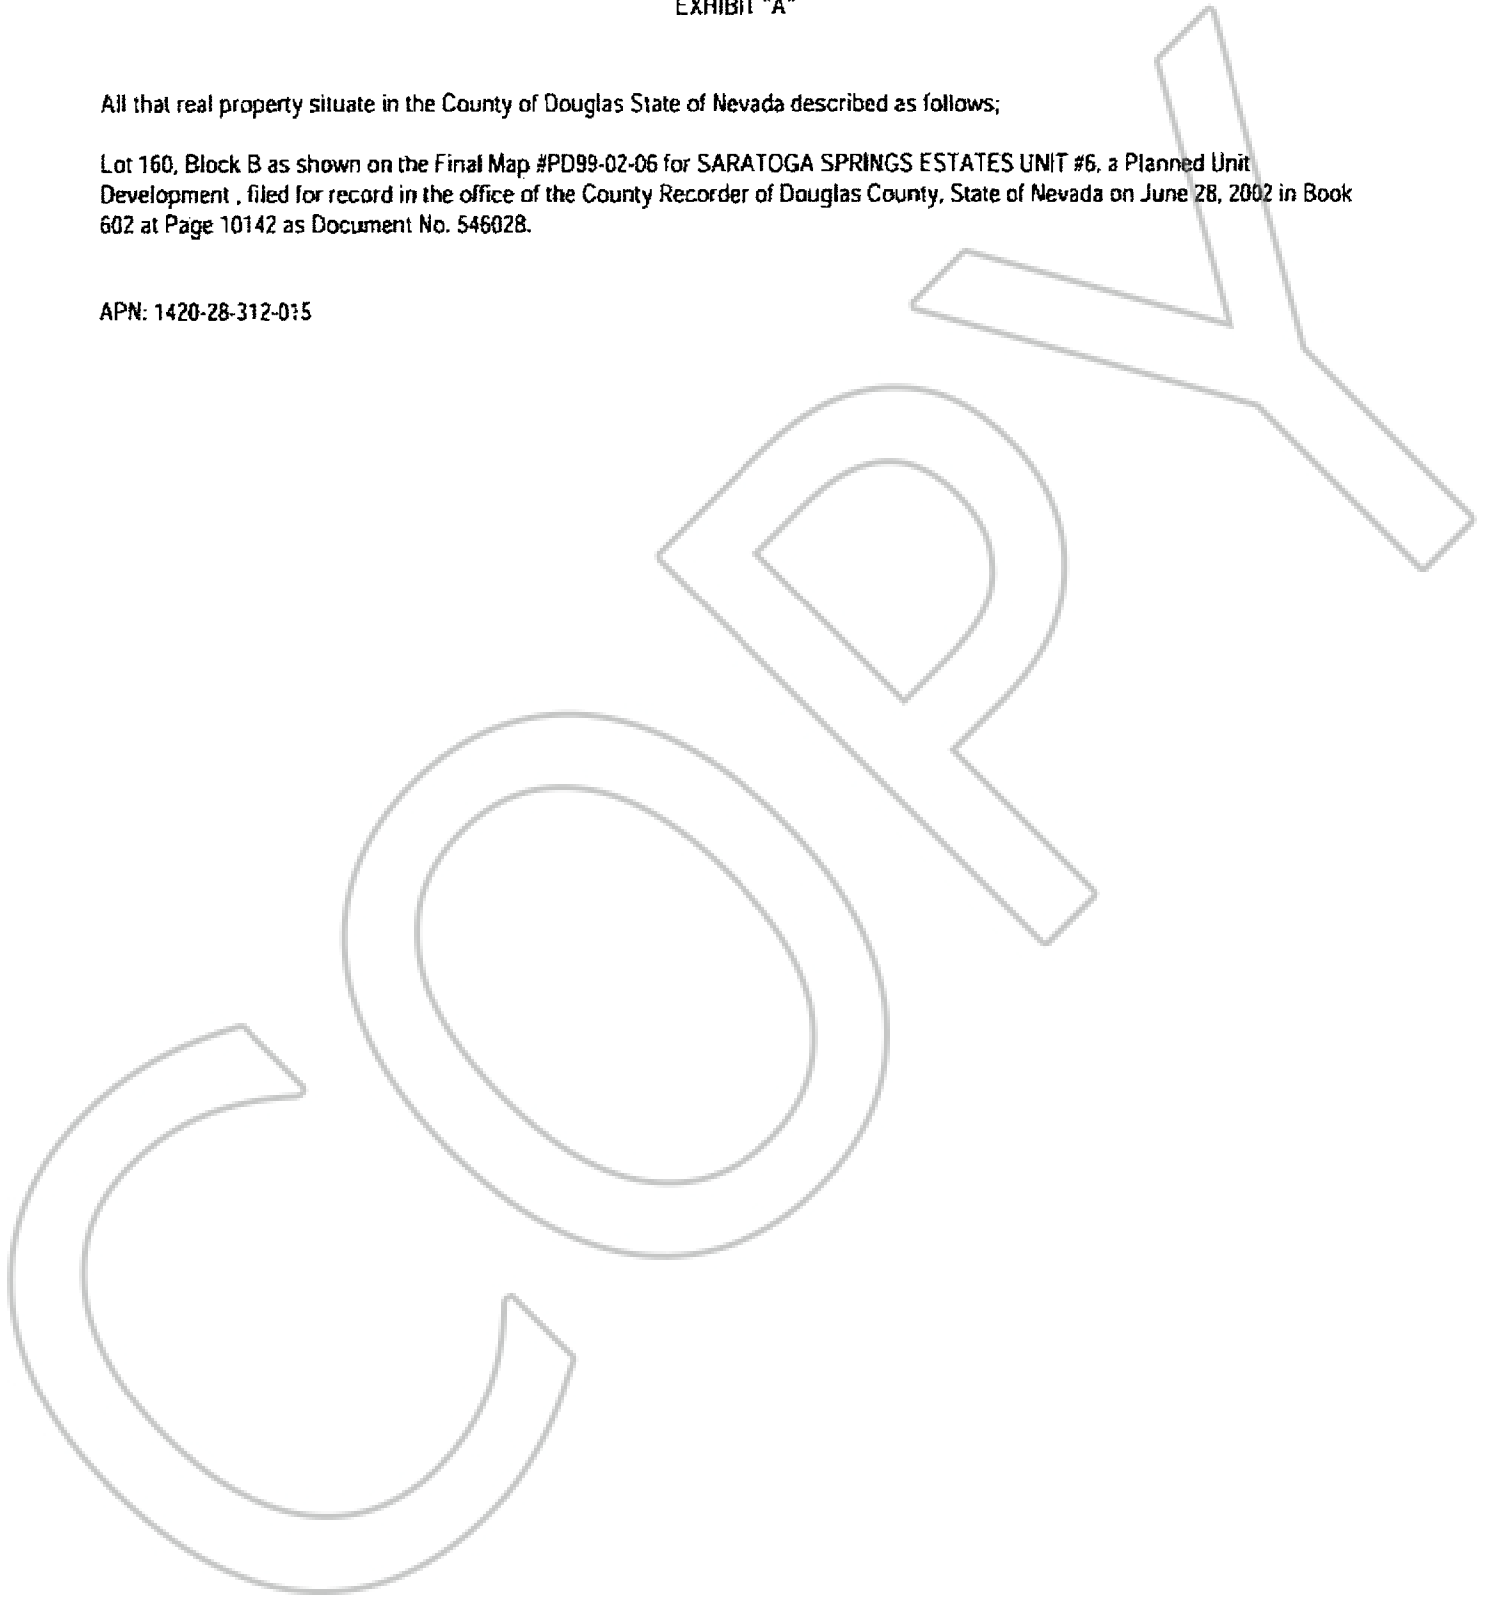 EXHIBIT "A"
All that real property situate in the County of Douglas State of Nevada described as follows;
Lot 160, Block B as shown on the Final Map #PD99-02-06 for SARATOGA SPRINGS ESTATES UNIT #6, a Planned Unit
Development , filed for record in the office of the County Recorder of Douglas County, State of Nevada on June 28, 2002 in Book
602 at Page 10142 as Document No. 546028.
APN: 1420-28-312-015
COPY